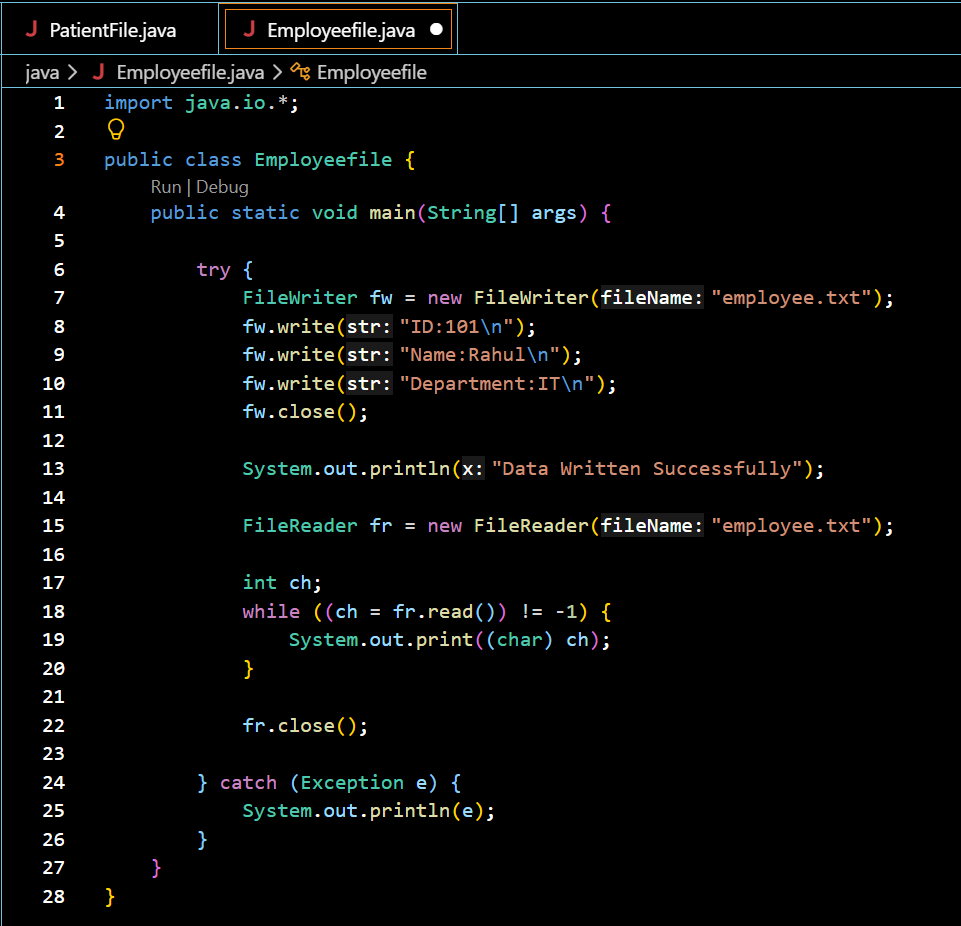 J PatientFile.java J Employeefile.java ●
java > J Employeefile.java > Employeefile
1 import java.io.*;
2
3 public class Employeefile {
Run | Debug
4     public static void main(String[] args) {
5
6         try {
7             FileWriter fw = new FileWriter(fileName: "employee.txt");
8             fw.write(str: "ID:101\n");
9             fw.write(str: "Name:Rahul\n");
10             fw.write(str: "Department:IT\n");
11             fw.close();
12
13             System.out.println(x: "Data Written Successfully");
14
15             FileReader fr = new FileReader(fileName: "employee.txt");
16
17             int ch;
18             while ((ch = fr.read()) != -1) {
19                 System.out.print((char) ch);
20             }
21
22             fr.close();
23
24         } catch (Exception e) {
25             System.out.println(e);
26         }
27     }
28 }